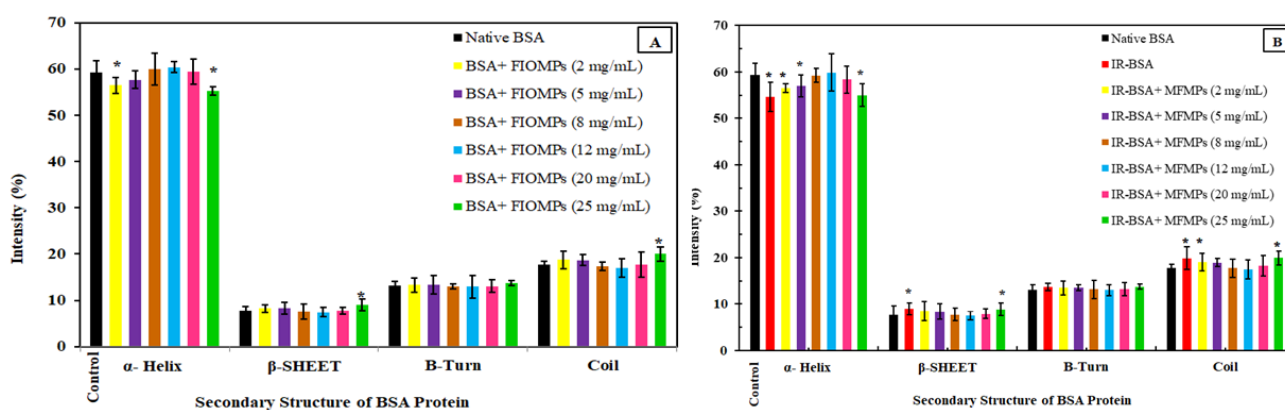 70
60
50
40
30
20
10
0
Intensity (%)
A
Native BSA
BSA+ FIOMPs (2 mg/mL)
BSA+ FIOMPs (5 mg/mL)
BSA+ FIOMPs (8 mg/mL)
BSA+ FIOMPs (12 mg/mL)
BSA+ FIOMPs (20 mg/mL)
BSA+ FIOMPs (25 mg/mL)
* * * *
Control
α- Helix
β-SHEET
B-Turn
Coil
Secondary Structure of BSA Protein
70
60
50
40
30
20
10
0
Intensity (%)
B
Native BSA
IR-BSA
IR-BSA+ MFMPs (2 mg/mL)
IR-BSA+ MFMPs (5 mg/mL)
IR-BSA+ MFMPs (8 mg/mL)
IR-BSA+ MFMPs (12 mg/mL)
IR-BSA+ MFMPs (20 mg/mL)
IR-BSA+ MFMPs (25 mg/mL)
* * * * * * * * *
Control
α- Helix
β-SHEET
B-Turn
Coil
Secondary Structure of BSA Protein